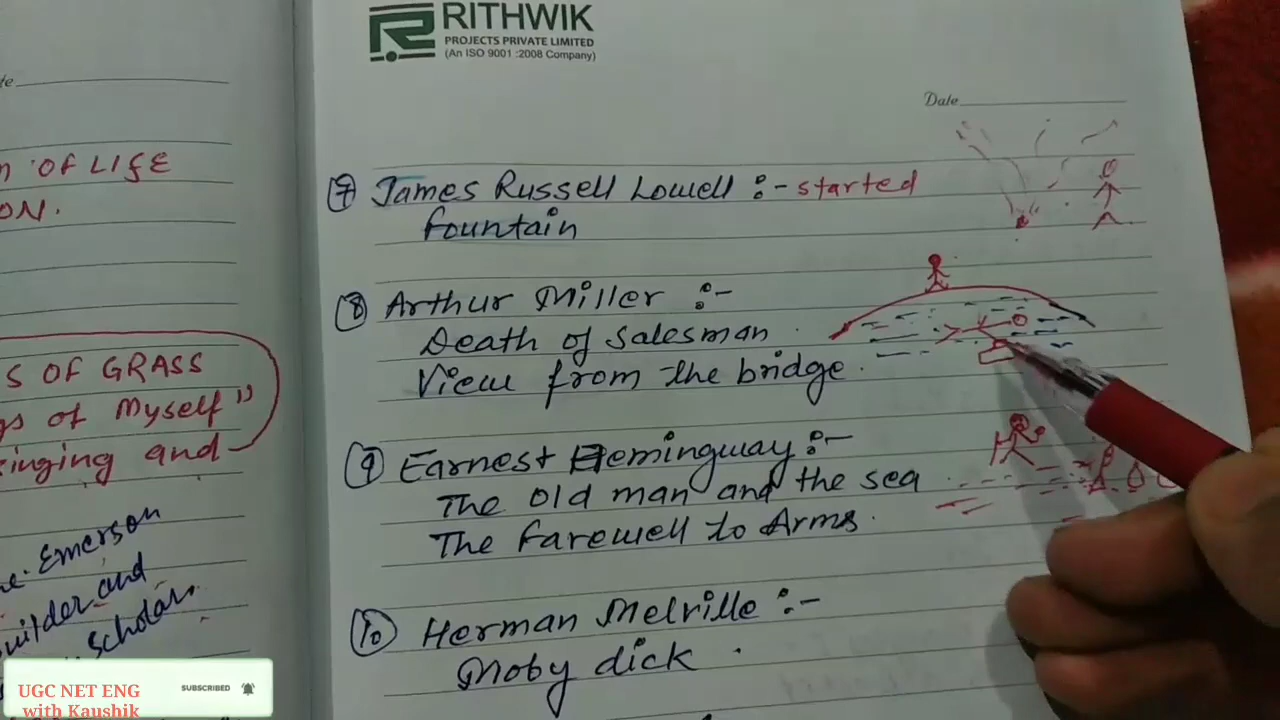 RITHWIK
PROJECTS PRIVATE LIMITED
(An ISO 9001 :2008 Company)
Date
OF LIFE
ON.
S OF GRASS
gs of Myself"
inging and
Emerson
and
Scholar
⑦ James Russell Lowell :- started
fountain
⑧ Arthur Miller :-
Death of Salesman
View from the bridge.
⑨ Earnest Hemingway :-
The old man and the sea
The farewell to Arms.
⑩ Herman Melville :-
Moby dick
UGC NET ENG
with Kaushik
SUBSCRIBED